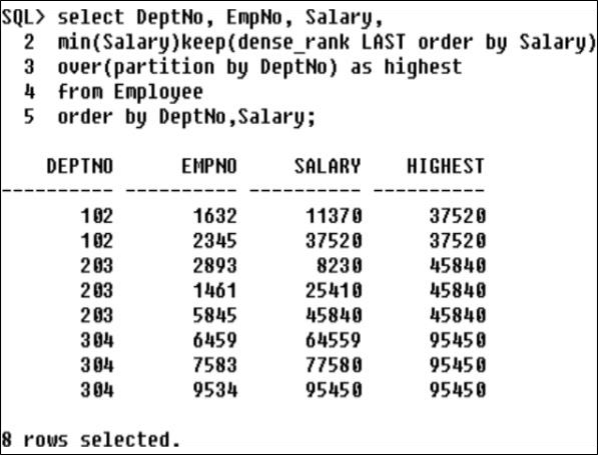 SQL> select DeptNo, EmpNo, Salary,
2 min(Salary)keep(dense_rank LAST order by Salary)
3 over(partition by DeptNo) as highest
4 from Employee
5 order by DeptNo,Salary;
DEPTNO EMPNO SALARY HIGHEST
---------- ---------- ---------- ----------
102 1632 11370 37520
102 2345 37520 37520
203 2893 8230 45840
203 1461 25410 45840
203 5845 45840 45840
304 6459 64559 95450
304 7583 77580 95450
304 9534 95450 95450
8 rows selected.